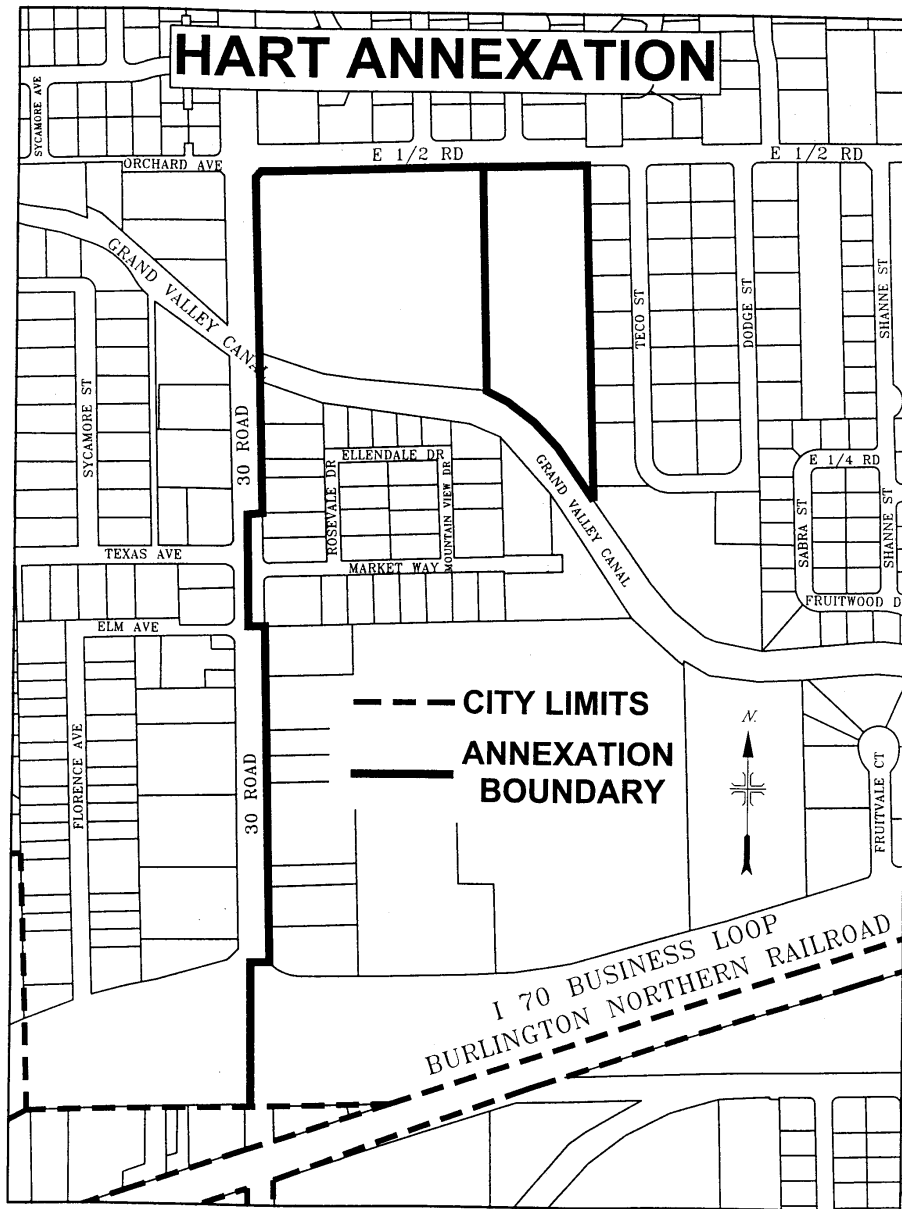 HART ANNEXATION
SYCAMORE AVE
ORCHARD AVE
E 1/2 RD
E 1/2 RD
GRAND VALLEY CANAL
TECO ST
DODGE ST
SHANNE ST
SYCAMORE ST
30 ROAD
ELLENDALE DR
ROSEVALE DR
MOUNTAIN VIEW DR
GRAND VALLEY CANAL
E 1/4 RD
SABRA ST
SHANNE ST
TEXAS AVE
MARKET WAY
FRUITWOOD D
ELM AVE
CITY LIMITS
N.
ANNEXATION
BOUNDARY
FLORENCE AVE
30 ROAD
FRUITVALE CT
I 70 BUSINESS LOOP
BURLINGTON NORTHERN RAILROAD